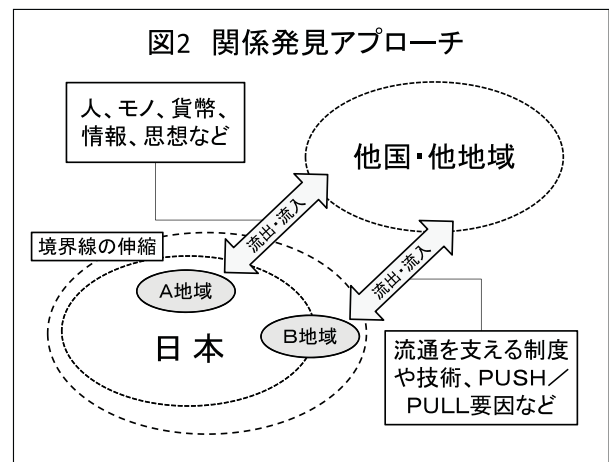 図2 関係発見アプローチ
人、モノ、貨幣、
情報、思想など
他国・他地域
流出・流入
境界線の伸縮
流出・流入
A地域
B地域
日 本
流通を支える制度
や技術、PUSH／
PULL要因など